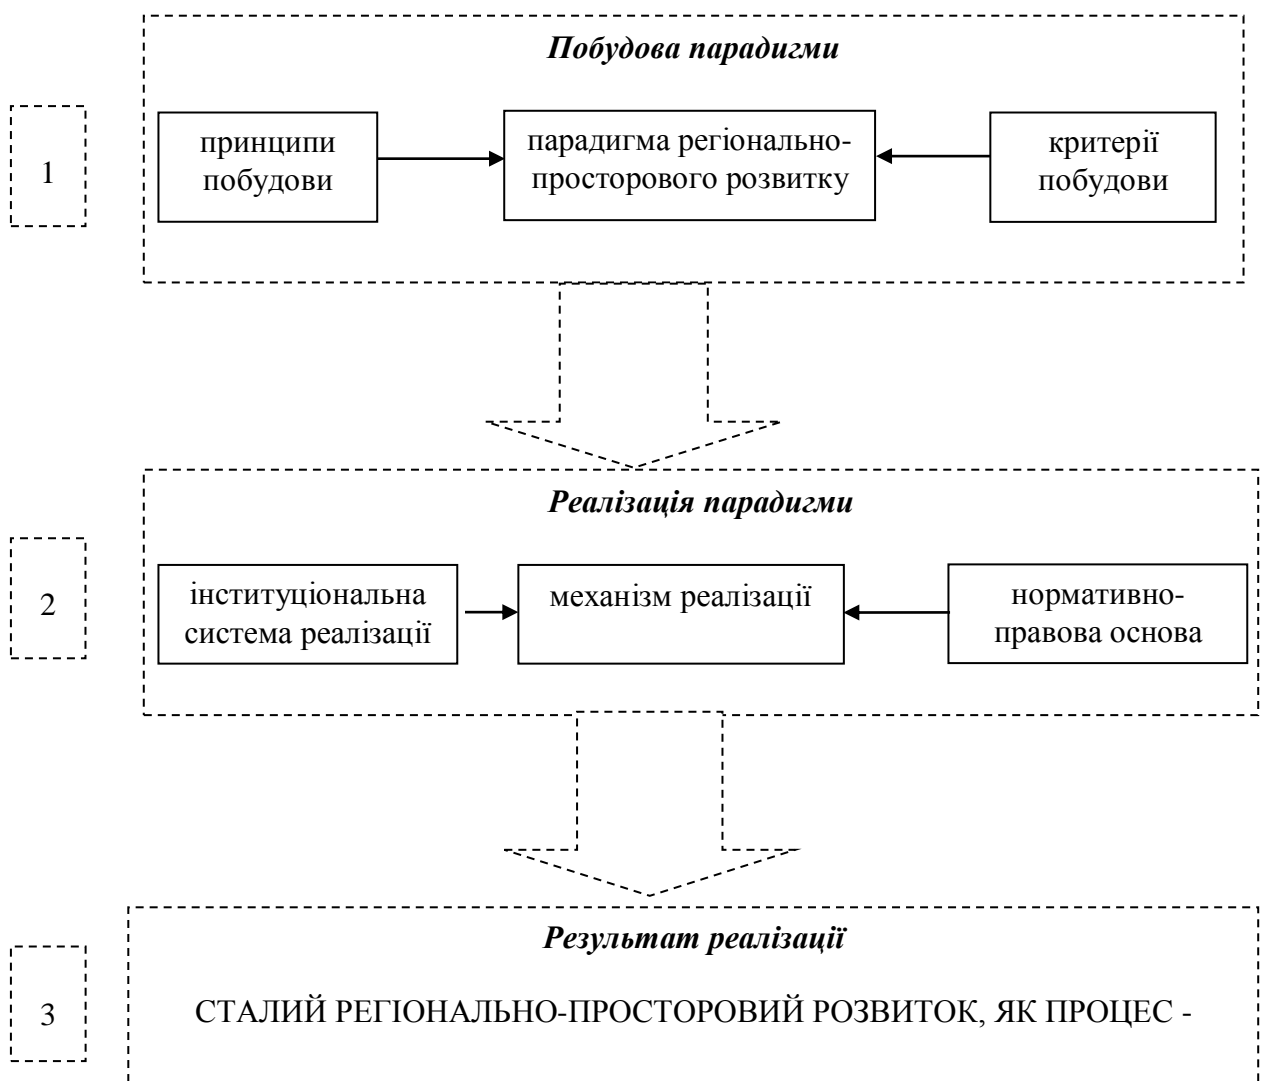 Побудова парадигми
1
принципи
побудови
парадигма регіонально-
просторового розвитку
критерії
побудови
Реалізація парадигми
2
інституціональна
система реалізації
механізм реалізації
нормативно-
правова основа
Результат реалізації
3
СТАЛИЙ РЕГІОНАЛЬНО-ПРОСТОРОВИЙ РОЗВИТОК, ЯК ПРОЦЕС -